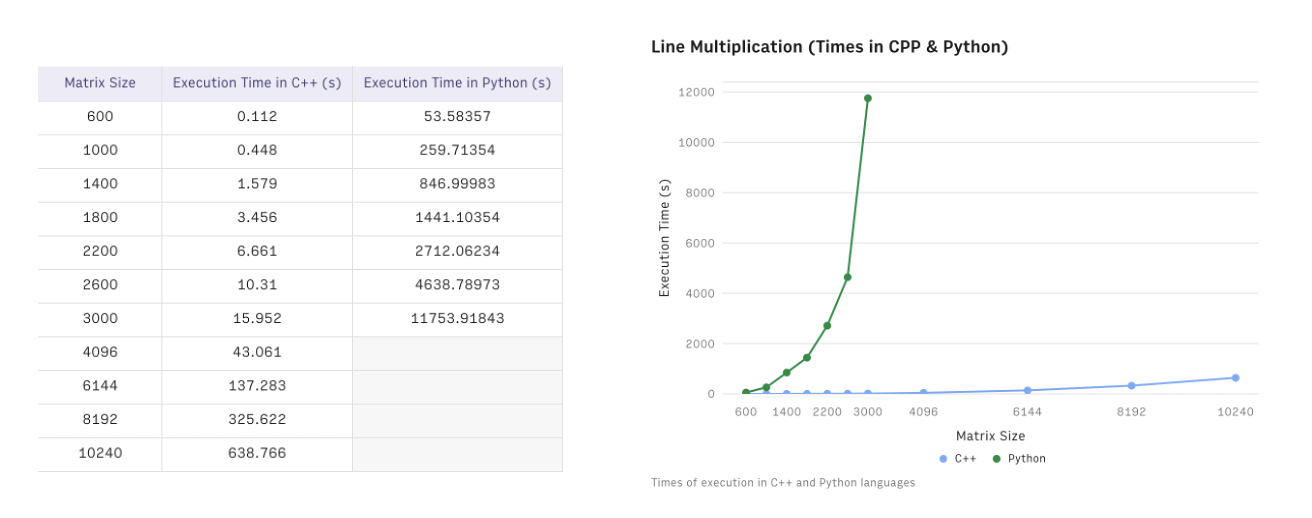 Matrix Size Execution Time in C++ (s) Execution Time in Python (s)
600 0.112 53.58357
1000 0.448 259.71354
1400 1.579 846.99983
1800 3.456 1441.10354
2200 6.661 2712.06234
2600 10.31 4638.78973
3000 15.952 11753.91843
4096 43.061
6144 137.283
8192 325.622
10240 638.766
Line Multiplication (Times in CPP & Python)
Execution Time (s)
12000
10000
8000
6000
4000
2000
0
600 1400 2200 3000 4096 6144 8192 10240
Matrix Size
C++ Python
Times of execution in C++ and Python languages